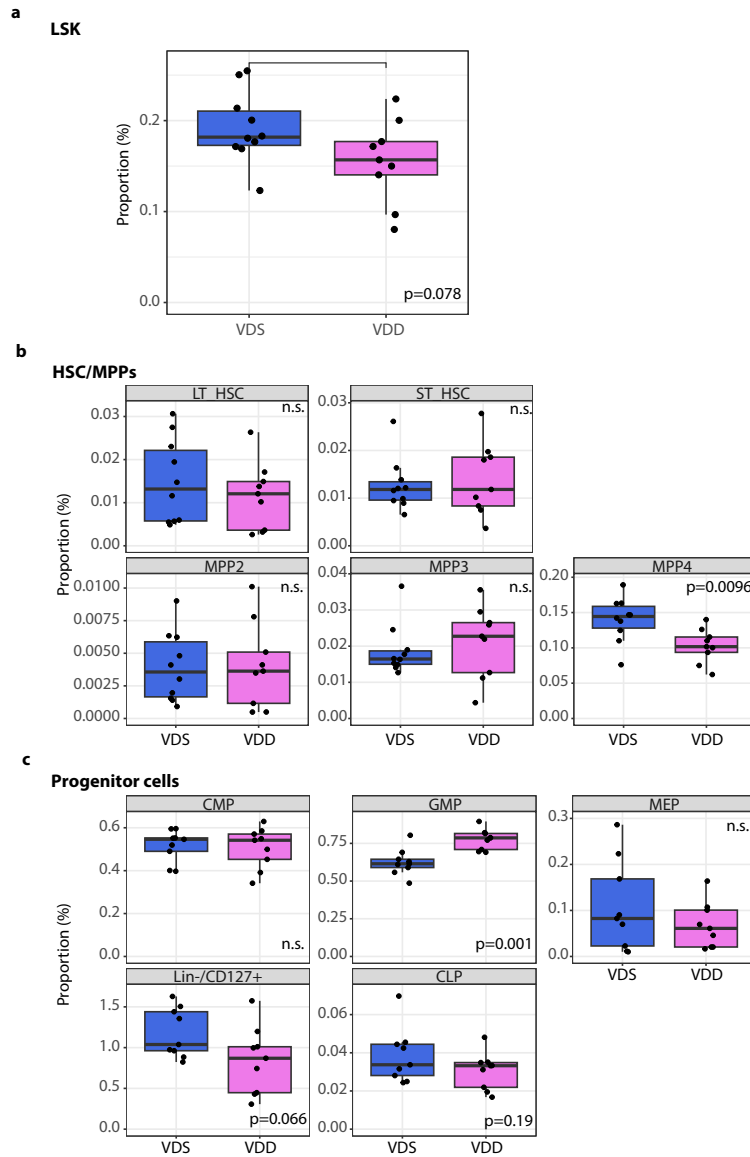 a
LSK
Proportion (%)
0.2
0.1
0.0
p=0.078
VDS VDD
b
HSC/MPPs
LT_HSC ST_HSC
n.s. n.s.
0.03 0.03
0.02 0.02
0.01 0.01
0.00 0.00
Proportion (%)
MPP2 MPP3 MPP4
n.s. n.s. p=0.0096
0.0100 0.04 0.20
0.0075 0.03 0.15
0.0050 0.02 0.10
0.0025 0.01 0.05
0.0000 0.00 0.00
VDS VDD VDS VDD VDS VDD
c
Progenitor cells
CMP GMP MEP
0.6 0.75 0.3
0.4 0.50 0.2
0.2 0.25 0.1
0.0 0.00 0.0
n.s. p=0.001 n.s.
VDS VDD
Proportion (%)
Lin-/CD127+ CLP
1.5 0.06
1.0 0.04
0.5 0.02
0.0 0.00
p=0.066 p=0.19
VDS VDD VDS VDD